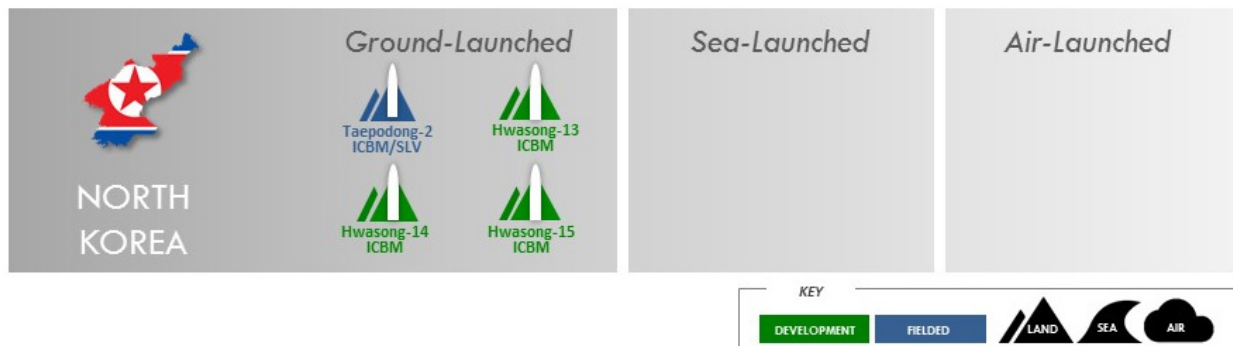 Ground-Launched
Sea-Launched
Air-Launched
NORTH
KOREA
Taepodong-2
ICBM/SLV
Hwasong-13
ICBM
Hwasong-14
ICBM
Hwasong-15
ICBM
KEY
DEVELOPMENT
FIELDED
LAND
SEA
AIR